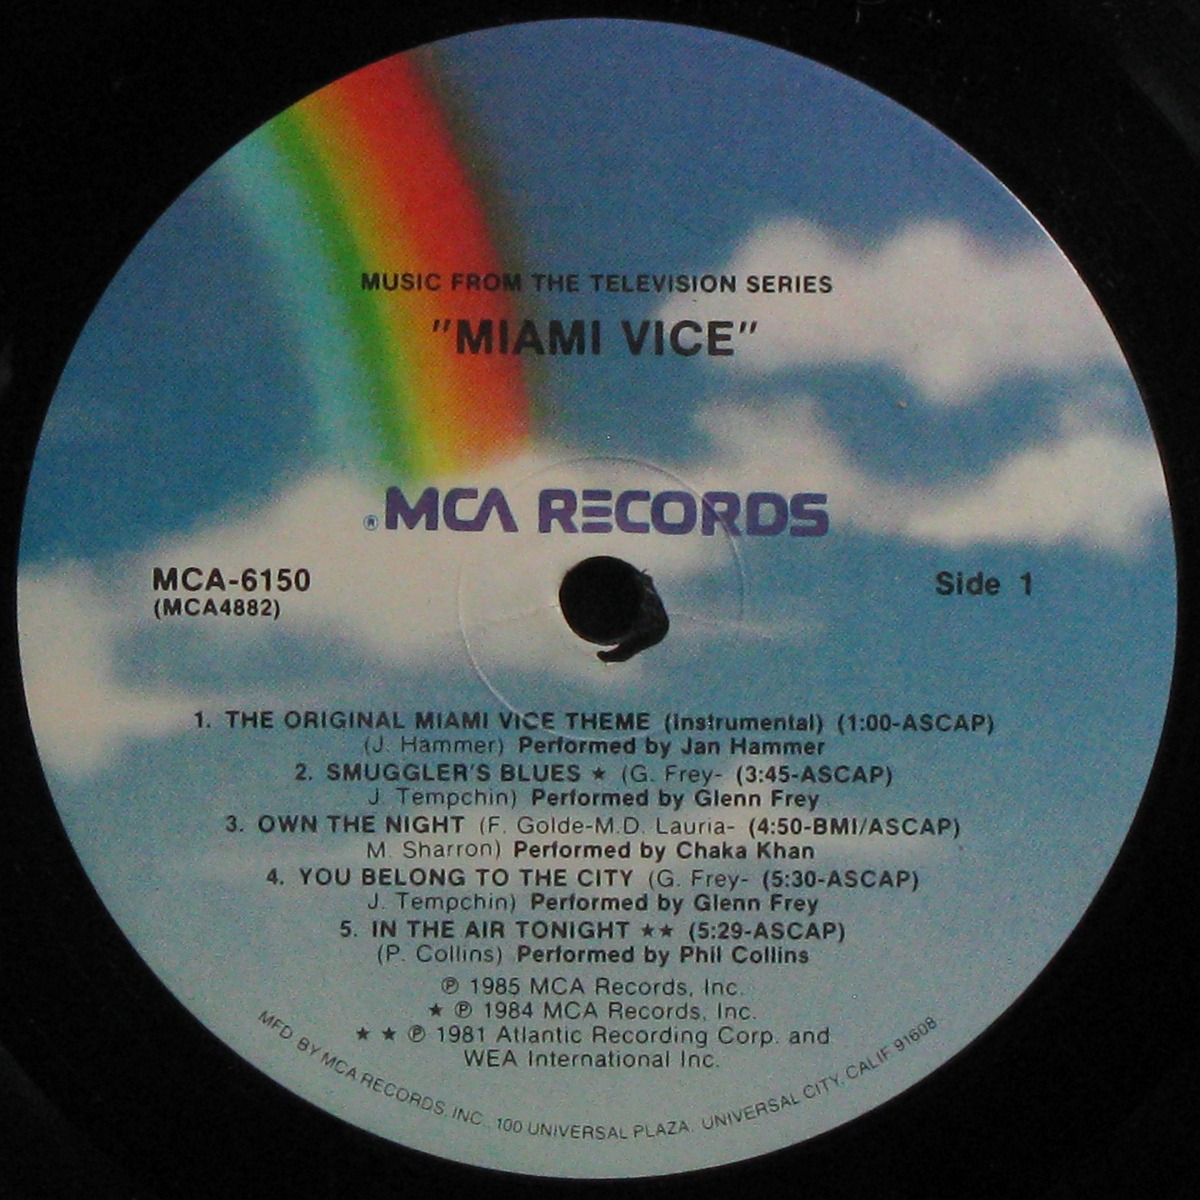 MUSIC FROM THE TELEVISION SERIES
"MIAMI VICE"
® MCA RECORDS
MCA-6150
(MCA4882)
Side 1
1. THE ORIGINAL MIAMI VICE THEME (Instrumental) (1:00-ASCAP)
(J. Hammer) Performed by Jan Hammer
2. SMUGGLER'S BLUES ★ (G. Frey- (3:45-ASCAP)
J. Tempchin) Performed by Glenn Frey
3. OWN THE NIGHT (F. Golde-M.D. Lauria- (4:50-BMI/ASCAP)
M. Sharron) Performed by Chaka Khan
4. YOU BELONG TO THE CITY (G. Frey- (5:30-ASCAP)
J. Tempchin) Performed by Glenn Frey
5. IN THE AIR TONIGHT ★★ (5:29-ASCAP)
(P. Collins) Performed by Phil Collins
℗ 1985 MCA Records, Inc.
★ ℗ 1984 MCA Records, Inc.
★ ★ ℗ 1981 Atlantic Recording Corp. and
WEA International Inc.
MFD BY MCA RECORDS, INC., 100 UNIVERSAL PLAZA, UNIVERSAL CITY, CALIF 91608